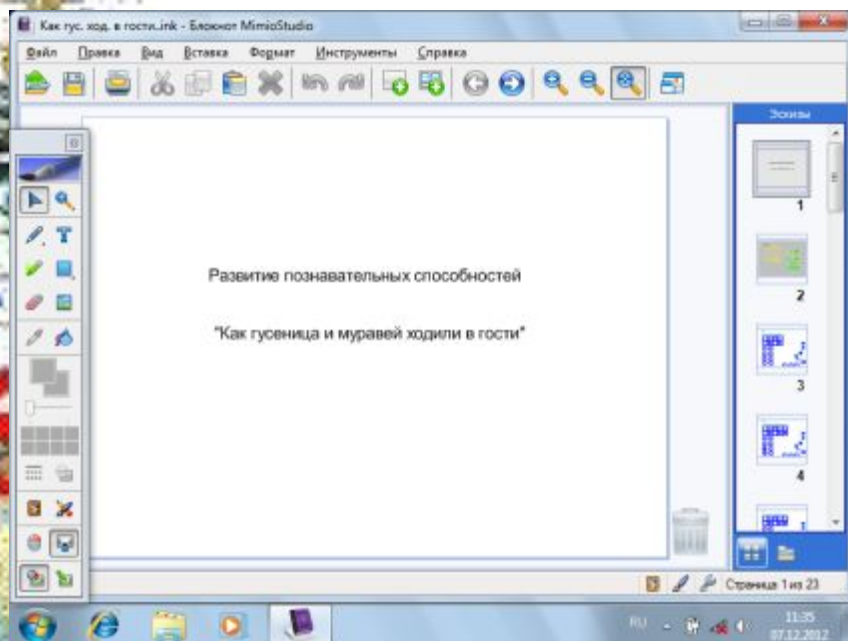 Как гус. ход. в гости..ink - Блокнот MimioStudio
Файл Правка Вид Вставка Формат Инструменты Справка
Эскизы
1
2
3
4
Развитие познавательных способностей
"Как гусеница и муравей ходили в гости"
Страница 1 из 23
RU
11:35
07.12.2012